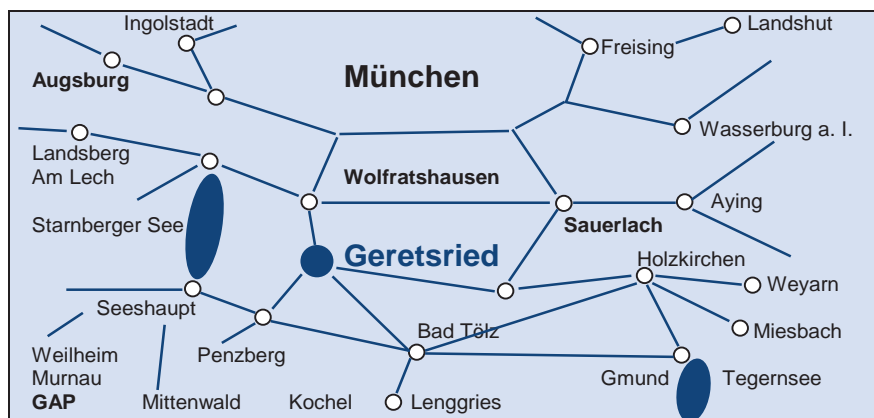 Ingolstadt
Landshut
Freising
Augsburg
München
Wasserburg a. I.
Landsberg
Am Lech
Wolfratshausen
Aying
Starnberger See
Sauerlach
Geretsried
Holzkirchen
Weyarn
Seeshaupt
Bad Tölz
Miesbach
Weilheim
Penzberg
Murnau
Gmund
Tegernsee
GAP
Mittenwald
Kochel
Lenggries